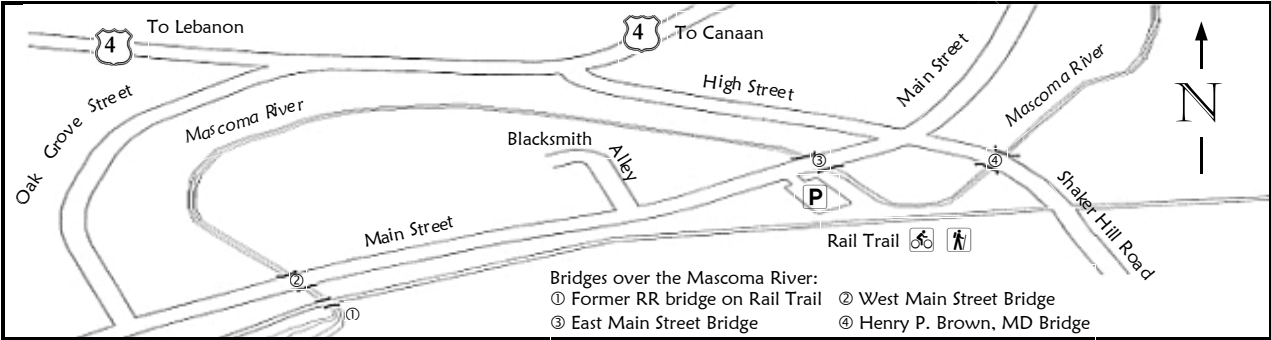 4
To Lebanon
4
To Canaan
Oak Grove Street
Mascoma River
High Street
Main Street
Mascoma River
N
Blacksmith
Alley
③
④
P
Shaker Hill Road
Main Street
Rail Trail
②
①
Bridges over the Mascoma River:
① Former RR bridge on Rail Trail ② West Main Street Bridge
③ East Main Street Bridge ④ Henry P. Brown, MD Bridge